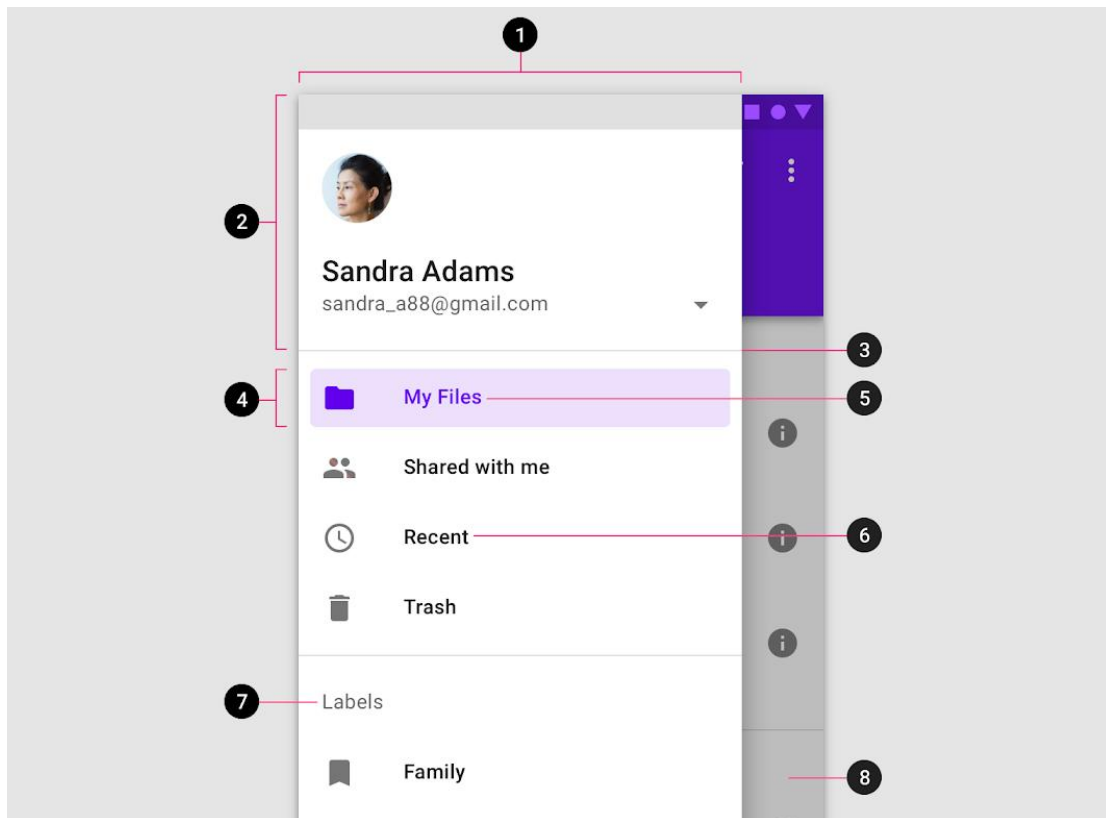 1
2
Sandra Adams
sandra_a88@gmail.com
3
4
My Files
5
i
Shared with me
Recent
i
6
Trash
i
7
Labels
Family
8